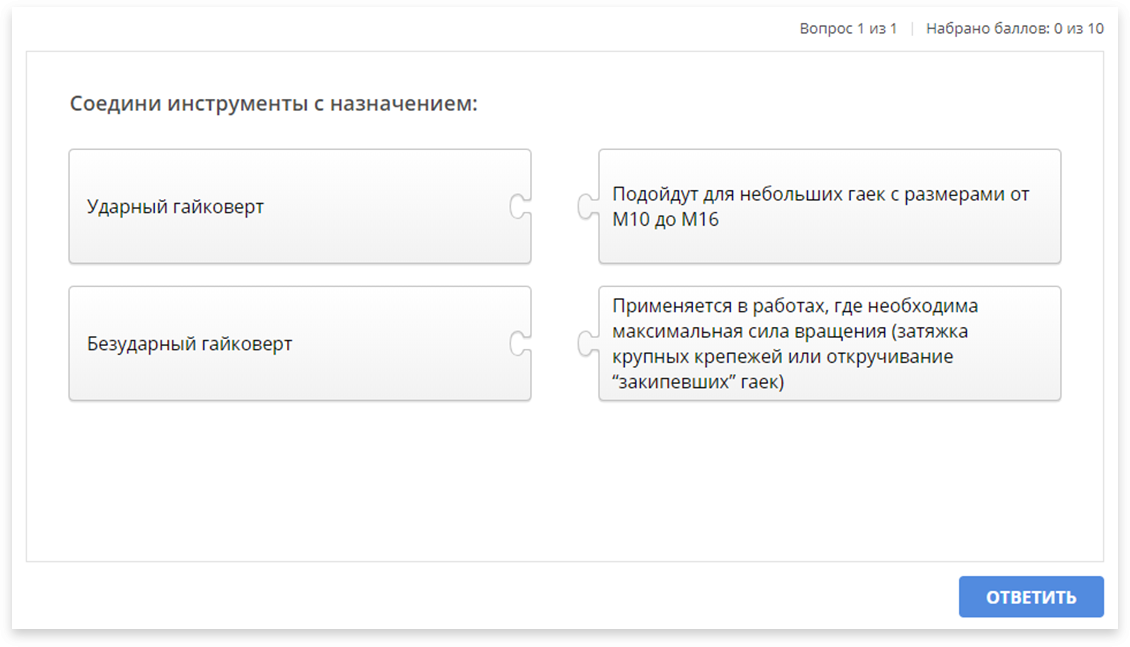 Вопрос 1 из 1 | Набрано баллов: 0 из 10
Соедини инструменты с назначением:
Ударный гайковерт
Подойдут для небольших гаек с размерами от
М10 до М16
Безударный гайковерт
Применяется в работах, где необходима
максимальная сила вращения (затяжка
крупных крепежей или откручивание
“закипевших” гаек)
ОТВЕТИТЬ